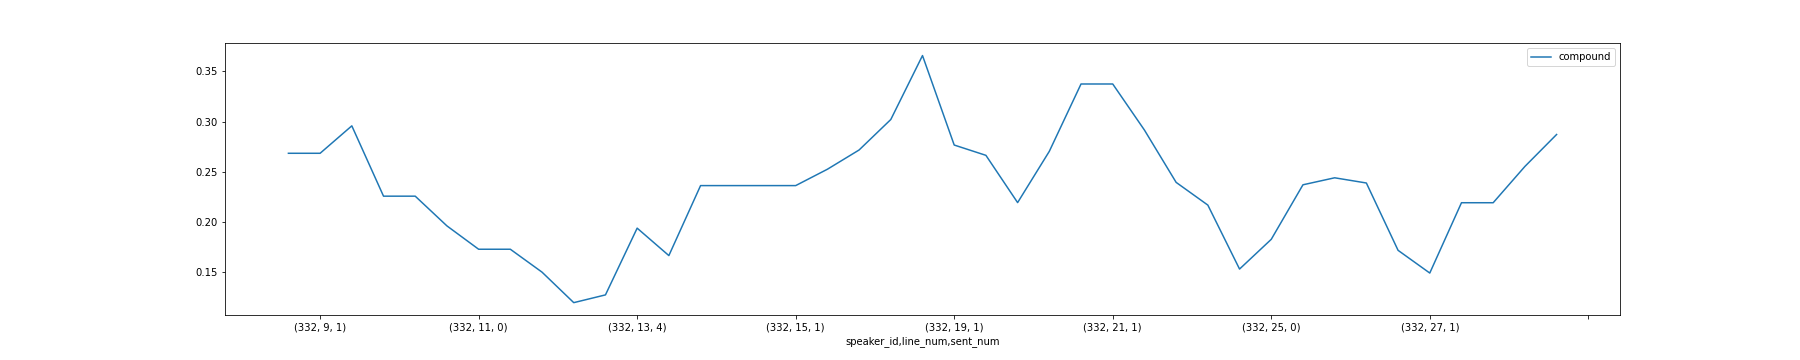 compound
0.35
0.30
0.25
0.20
0.15
(332, 9, 1) (332, 11, 0) (332, 13, 4) (332, 15, 1) (332, 19, 1) (332, 21, 1) (332, 25, 0) (332, 27, 1)
speaker_id,line_num,sent_num